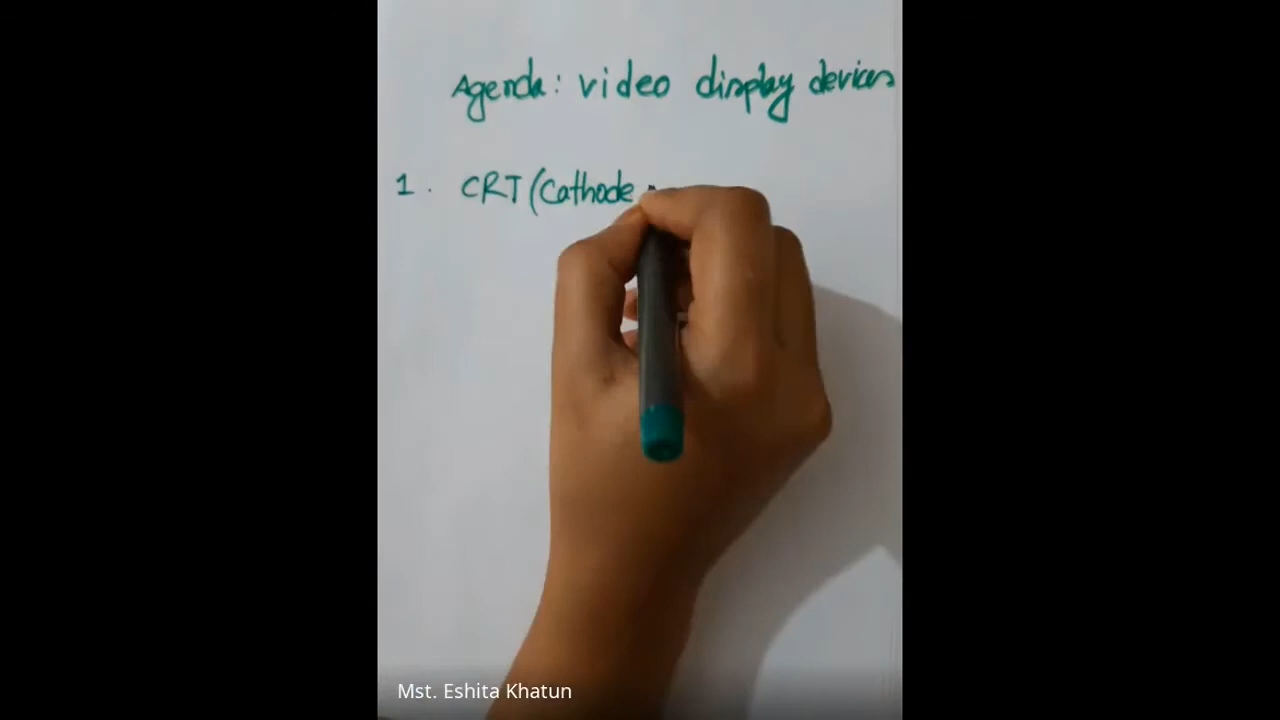 Agenda: video display devices
1. CRT (Cathode
Mst. Eshita Khatun